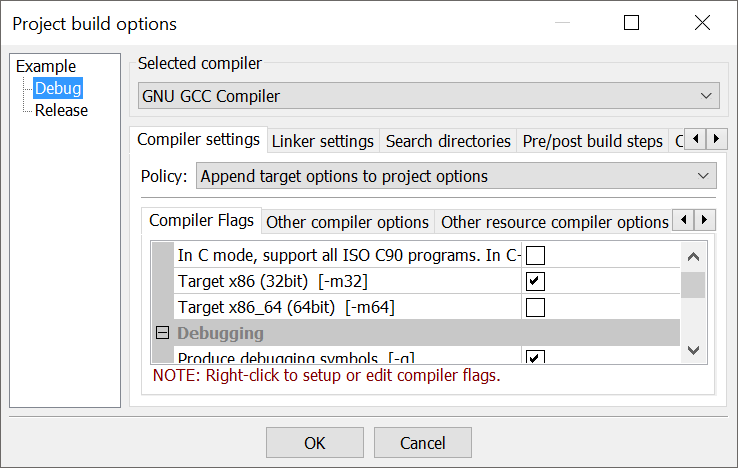 Project build options
Example
Debug
Release
Selected compiler
GNU GCC Compiler
Compiler settings Linker settings Search directories Pre/post build steps
Policy: Append target options to project options
Compiler Flags Other compiler options Other resource compiler options
In C mode, support all ISO C90 programs. In C-
Target x86 (32bit) [-m32]
Target x86_64 (64bit) [-m64]
Debugging
Produce debugging symbols [-g]
NOTE: Right-click to setup or edit compiler flags.
OK Cancel